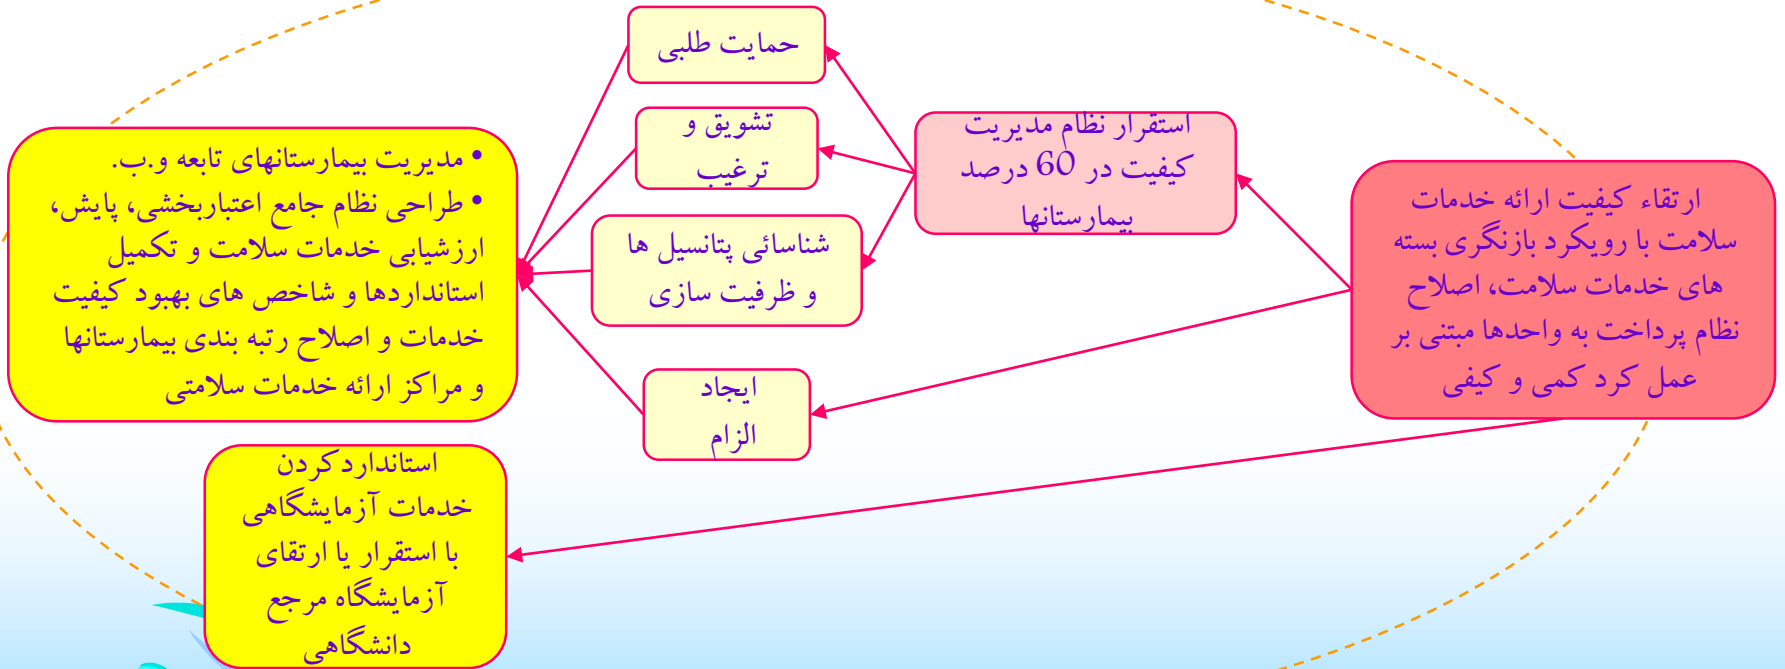 ارتقاء کیفیت ارائه خدمات
سلامت با رویکرد بازنگری بسته
های خدمات سلامت، اصلاح
نظام پرداخت به واحدها مبتنی بر
عمل کرد کمی و کیفی
استقرار نظام مدیریت
کیفیت در 60 درصد
بیمارستانها
حمایت طلبی
تشویق و
ترغیب
شناسائی پتانسیل ها
و ظرفیت سازی
ایجاد
الزام
• مدیریت بیمارستانهای تابعه و.ب.
• طراحی نظام جامع اعتباربخشی، پایش،
ارزشیابی خدمات سلامت و تکمیل
استانداردها و شاخص های بهبود کیفیت
خدمات و اصلاح رتبه بندی بیمارستانها
و مراکز ارائه خدمات سلامتی
استانداردکردن
خدمات آزمایشگاهی
با استقرار یا ارتقای
آزمایشگاه مرجع
دانشگاهی